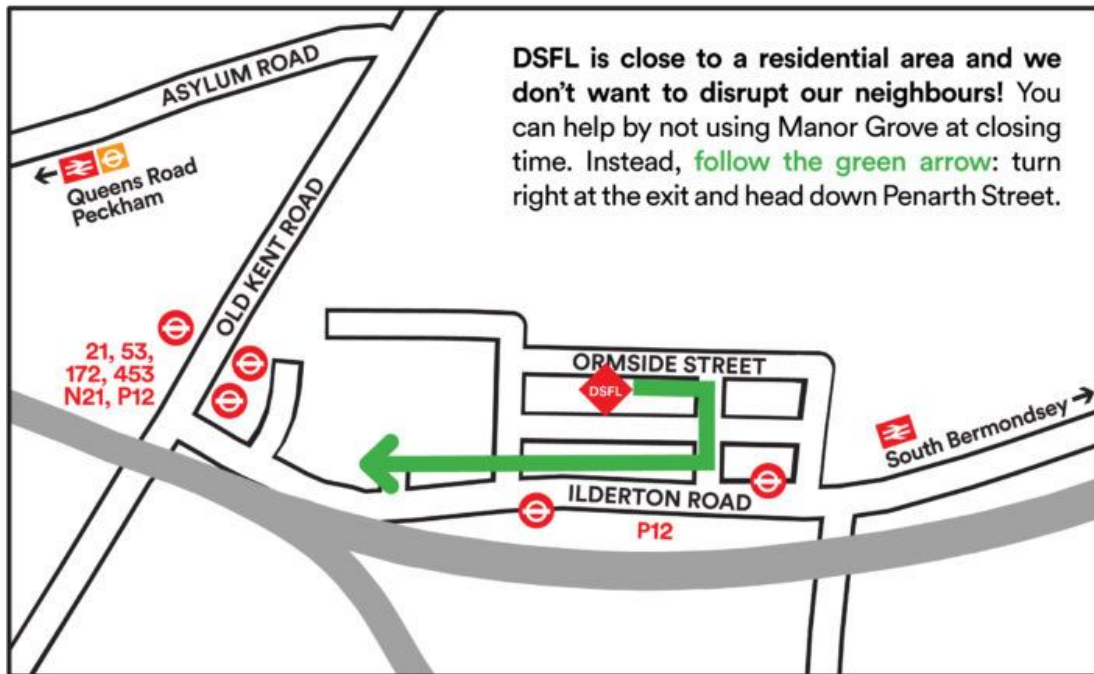 DSFL is close to a residential area and we
don't want to disrupt our neighbours! You
can help by not using Manor Grove at closing
time. Instead, follow the green arrow: turn
right at the exit and head down Penarth Street.
ASYLUM ROAD
Queens Road
Peckham
OLD KENT ROAD
21, 53,
172, 453
N21, P12
ORMSIDE STREET
DSFL
South Bermondsey
ILDERTON ROAD
P12